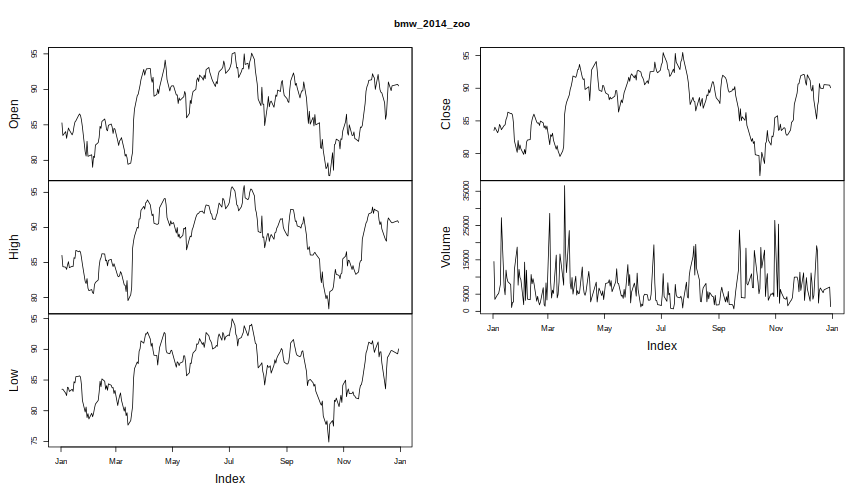 bmw_2014_zoo
Open
95
90
85
80
High
95
90
85
80
Low
95
90
85
80
75
Jan Mar May Jul Sep Nov Jan
Index
Close
95
90
85
80
Volume
35000
25000
15000
5000
0
Jan Mar May Jul Sep Nov Jan
Index